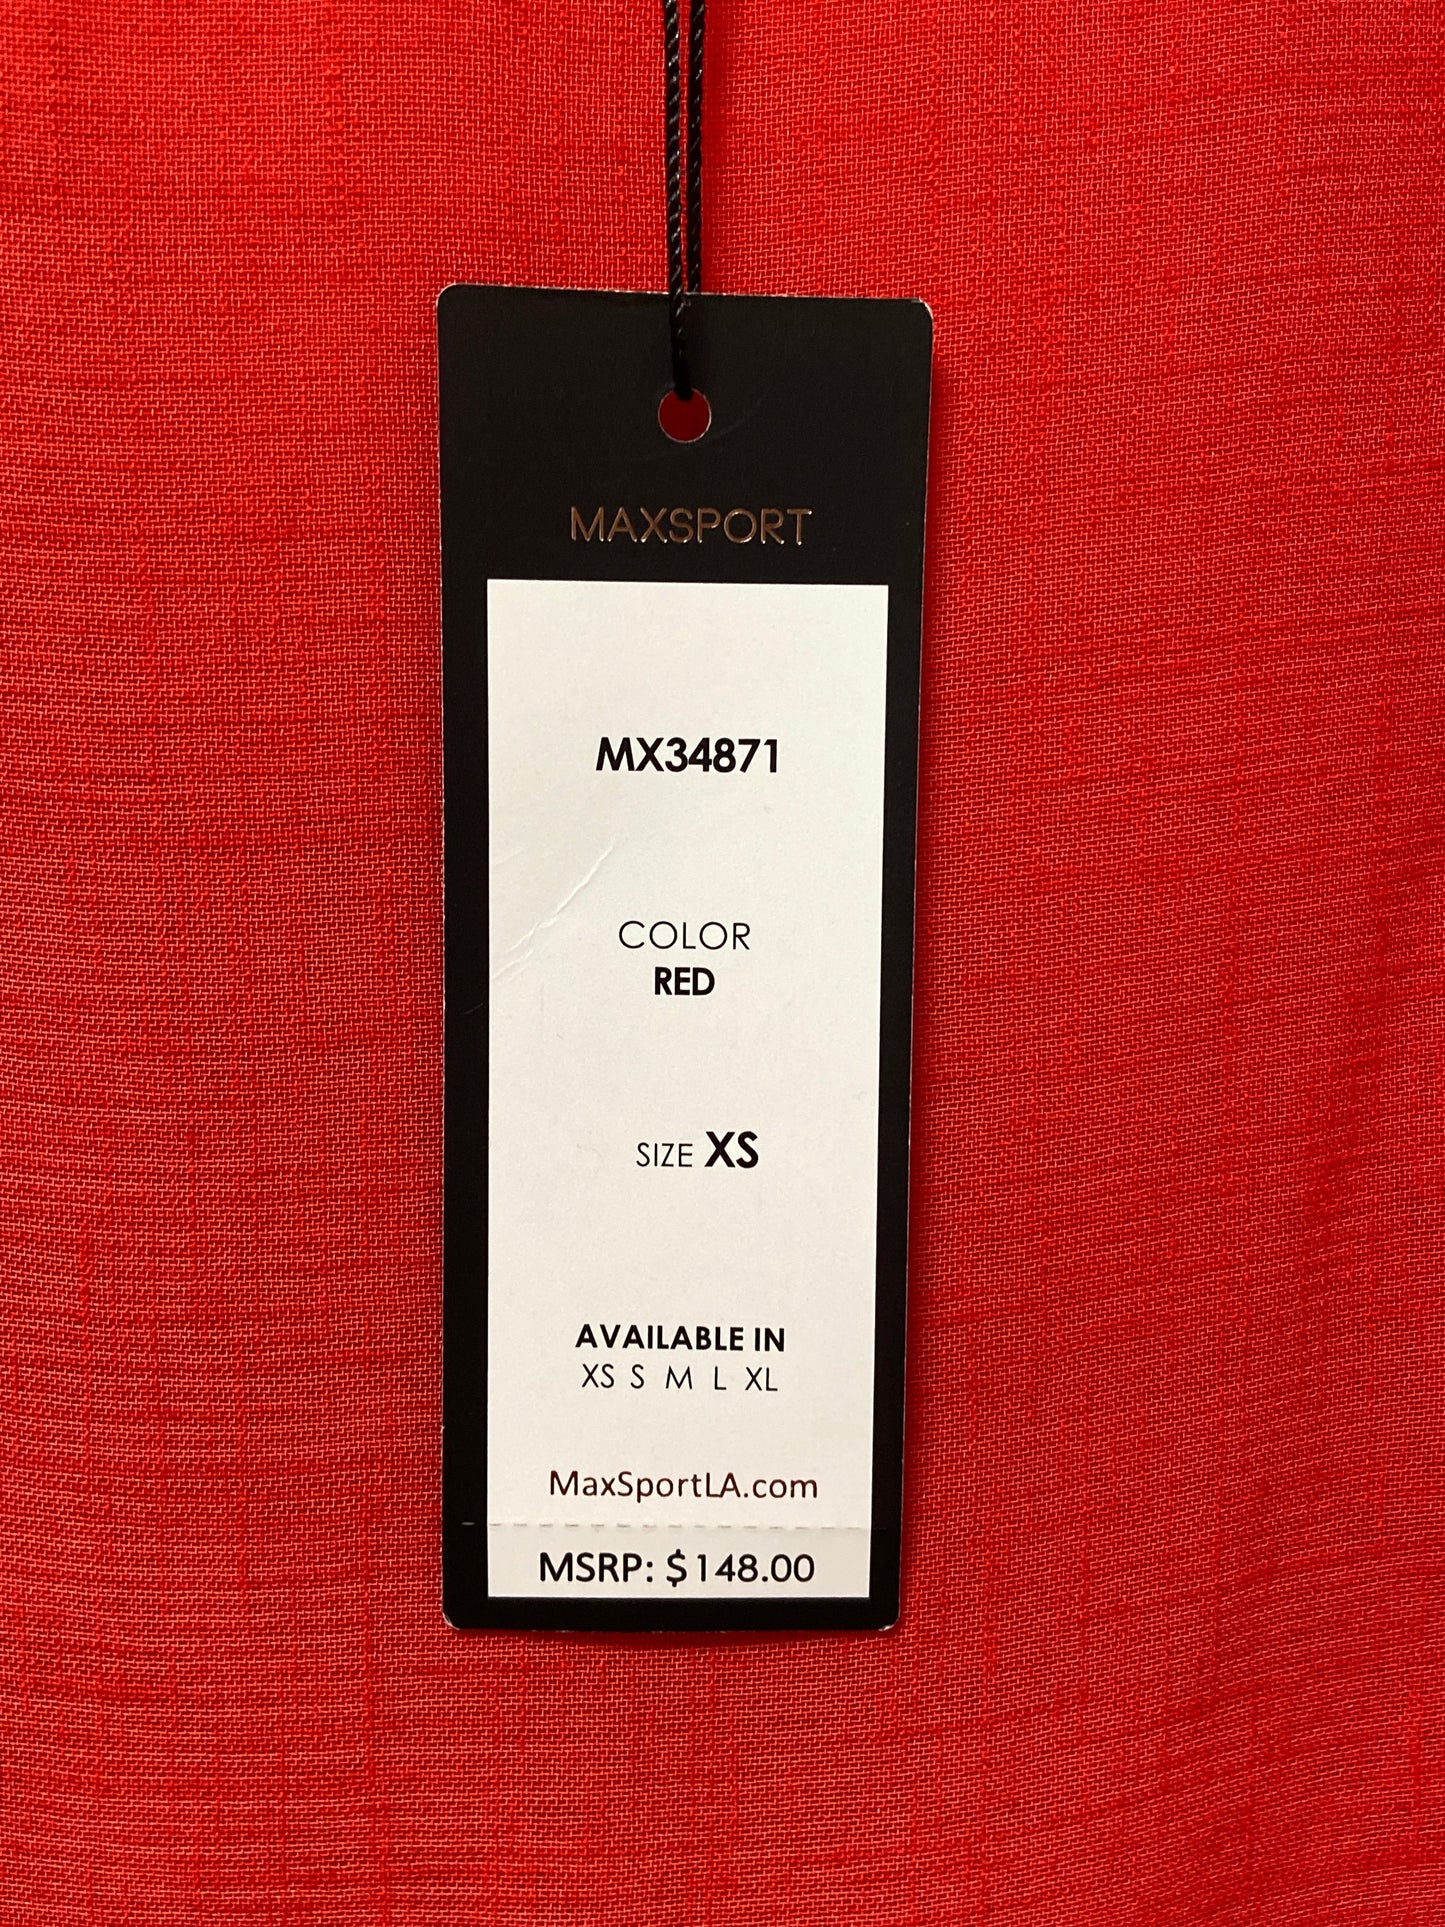 MAXSPORT
MX34871
COLOR
RED
SIZE XS
AVAILABLE IN
XS S M L XL
MaxSportLA.com
MSRP: $148.00